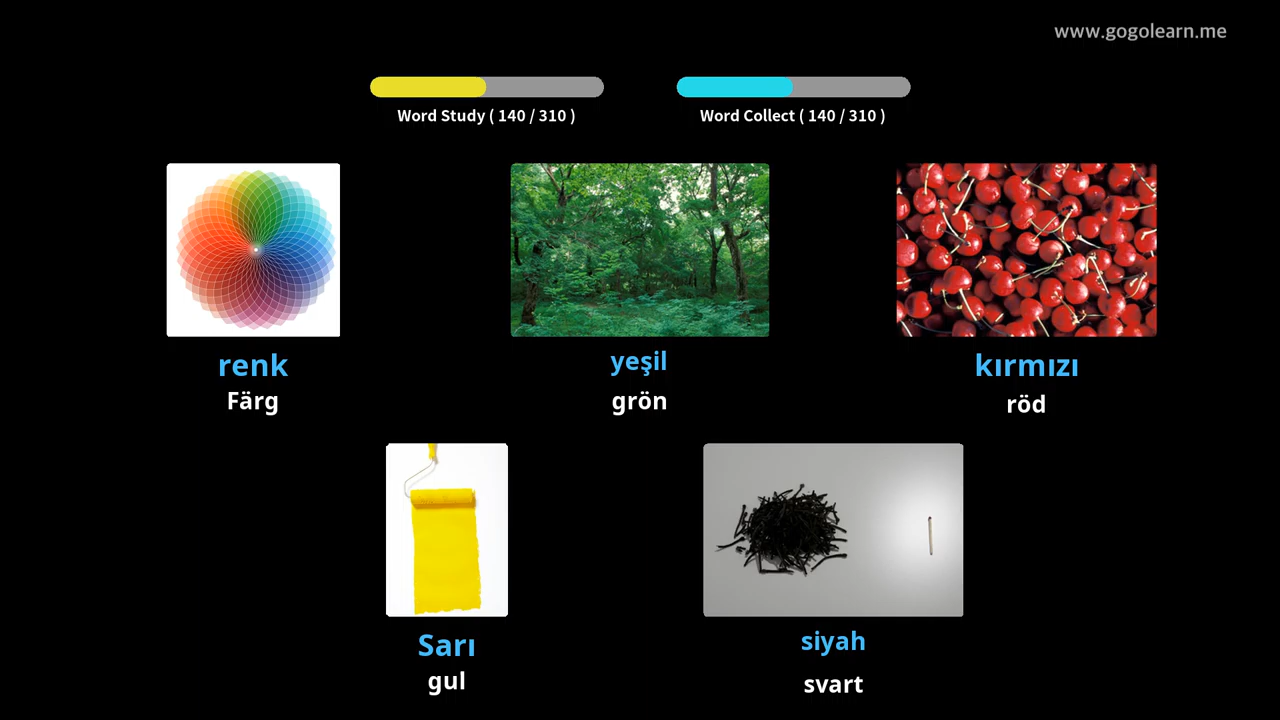 www.gogolearn.me
Word Study ( 140 / 310 )
Word Collect ( 140 / 310 )
renk
Färg
yeşil
grön
kırmızı
röd
Sarı
gul
siyah
svart